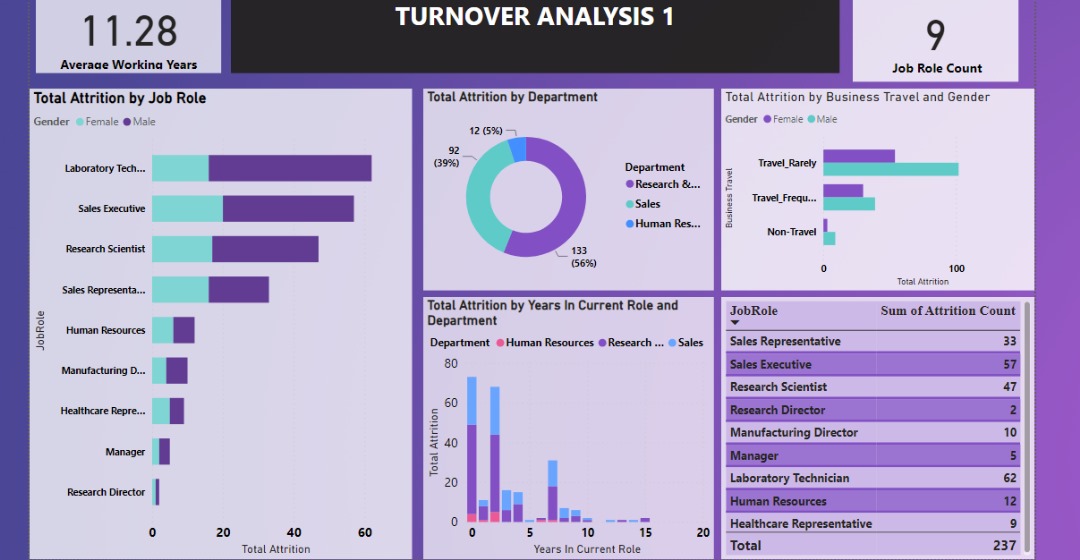 TURNOVER ANALYSIS 1
11.28
Average Working Years
9
Job Role Count
Total Attrition by Job Role
Gender Female Male
JobRole
Laboratory Tech...
Sales Executive
Research Scientist
Sales Representa...
Human Resources
Manufacturing D...
Healthcare Repre...
Manager
Research Director
0 20 40 60
Total Attrition
Total Attrition by Department
12 (5%)
92
(39%)
133
(56%)
Department
Research &...
Sales
Human Res...
Total Attrition by Business Travel and Gender
Gender Female Male
Business Travel
Travel_Rarely
Travel_Frequ...
Non-Travel
0 100
Total Attrition
Total Attrition by Years In Current Role and
Department
Department Human Resources Research ... Sales
Total Attrition
80
60
40
20
0
0 5 10 15 20
Years In Current Role
JobRole Sum of Attrition Count
Sales Representative 33
Sales Executive 57
Research Scientist 47
Research Director 2
Manufacturing Director 10
Manager 5
Laboratory Technician 62
Human Resources 12
Healthcare Representative 9
Total 237